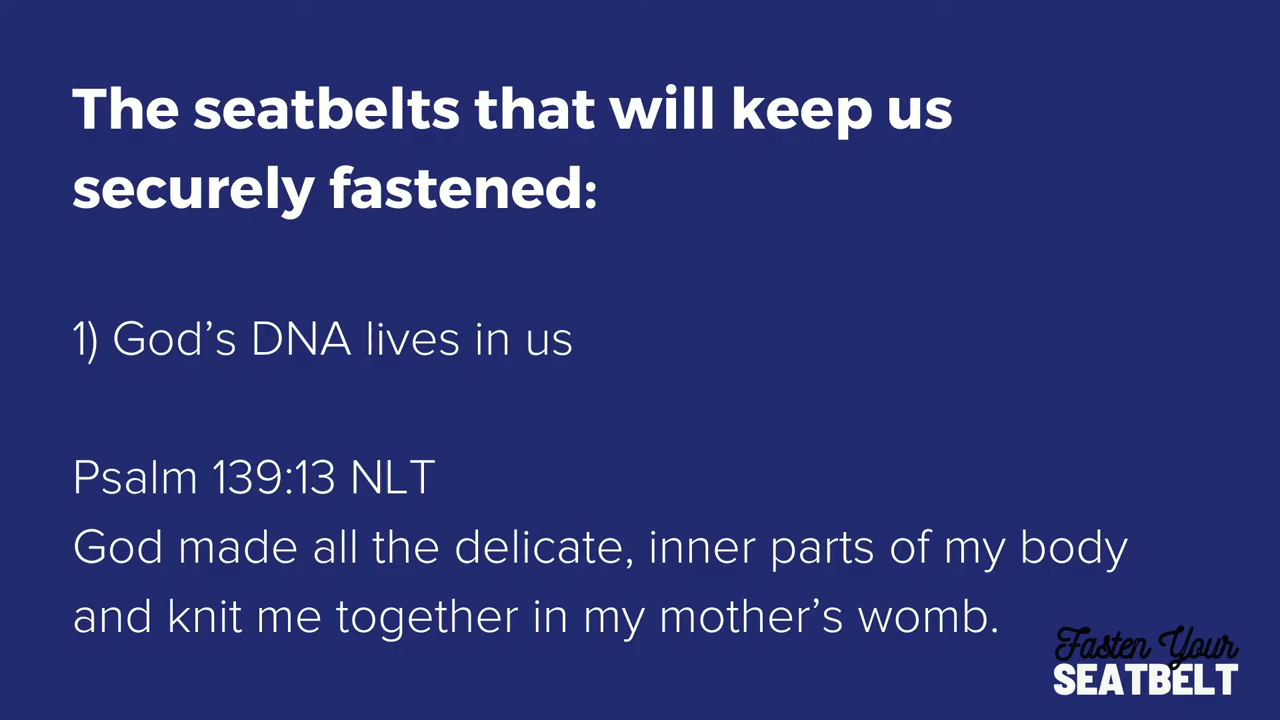 The seatbelts that will keep us
securely fastened:
1) God’s DNA lives in us
Psalm 139:13 NLT
God made all the delicate, inner parts of my body
and knit me together in my mother’s womb.
Fasten Your
SEATBELT